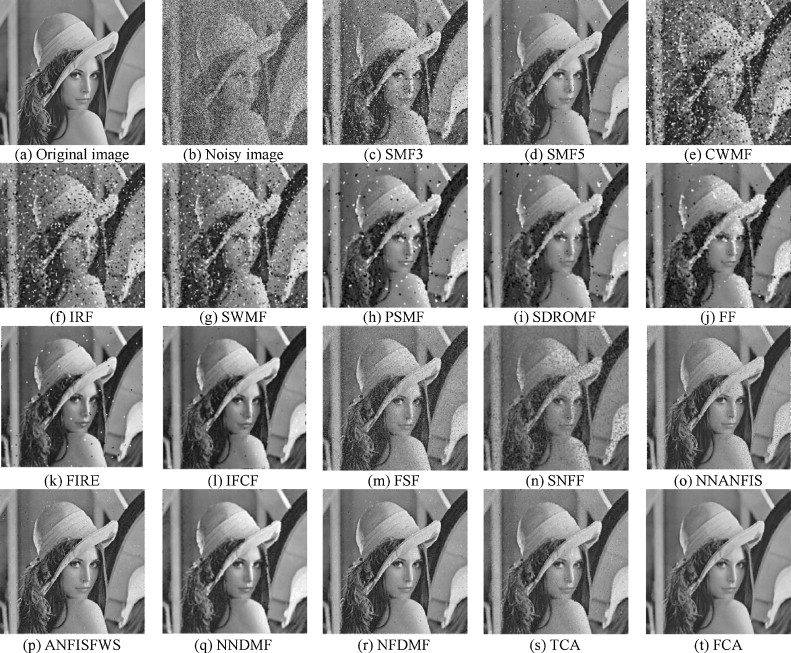 (a) Original image
(b) Noisy image
(c) SMF3
(d) SMF5
(e) CWMF
(f) IRF
(g) SWMF
(h) PSMF
(i) SDROMF
(j) FF
(k) FIRE
(l) IFCF
(m) FSF
(n) SNFF
(o) NNANFIS
(p) ANFISFWS
(q) NNDMF
(r) NFDMF
(s) TCA
(t) FCA